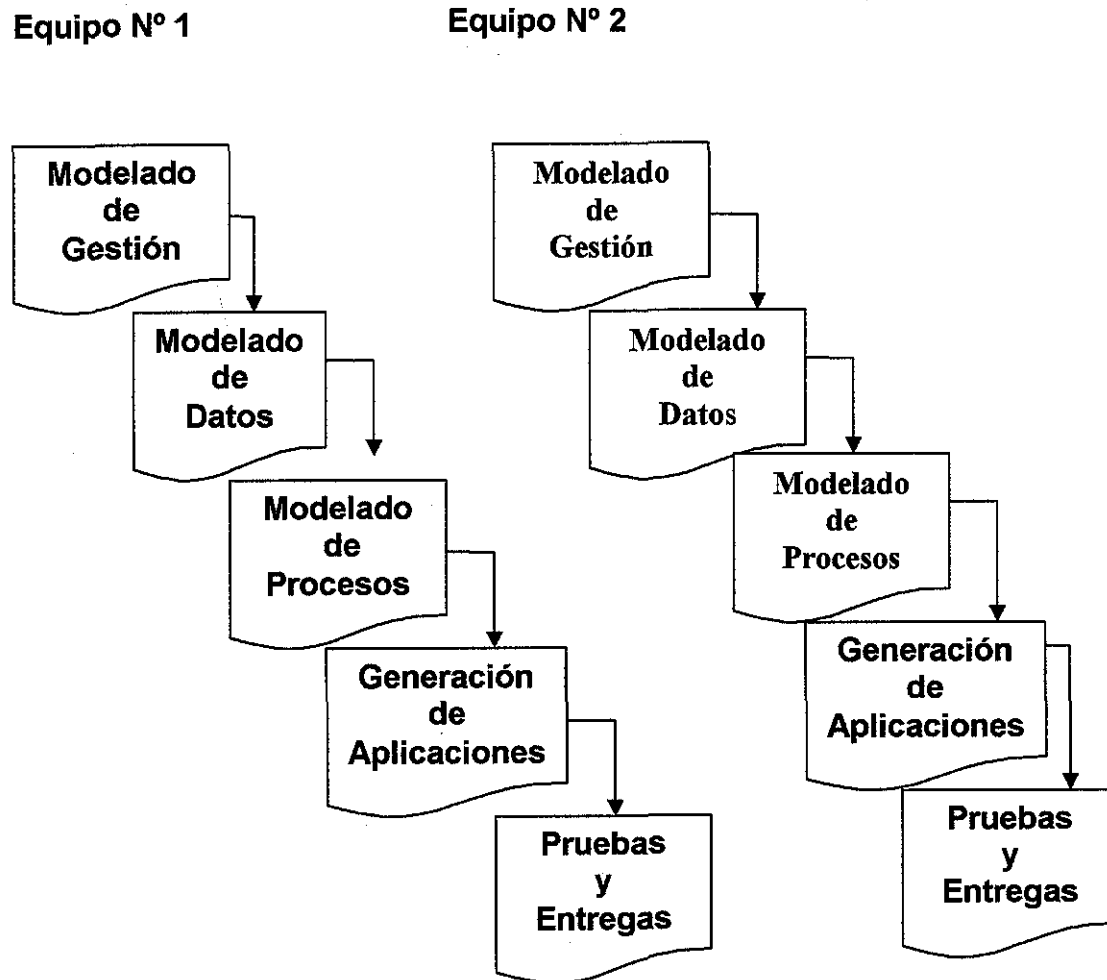 Equipo Nº 1
Equipo Nº 2
Modelado
de
Gestión
Modelado
de
Datos
Modelado
de
Procesos
Generación
de
Aplicaciones
Pruebas
y
Entregas
Modelado
de
Gestión
Modelado
de
Datos
Modelado
de
Procesos
Generación
de
Aplicaciones
Pruebas
y
Entregas